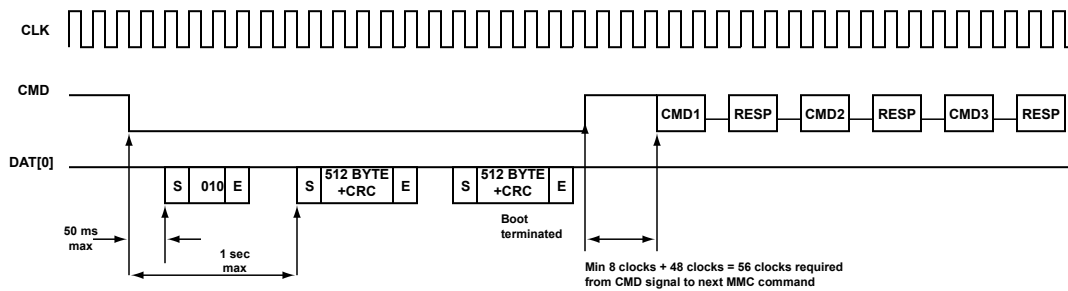 CLK
CMD
CMD1 RESP CMD2 RESP CMD3 RESP
DAT[0]
S 010 E S 512 BYTE E S 512 BYTE E
+CRC +CRC
Boot
terminated
50 ms
max
1 sec
max
Min 8 clocks + 48 clocks = 56 clocks required
from CMD signal to next MMC command